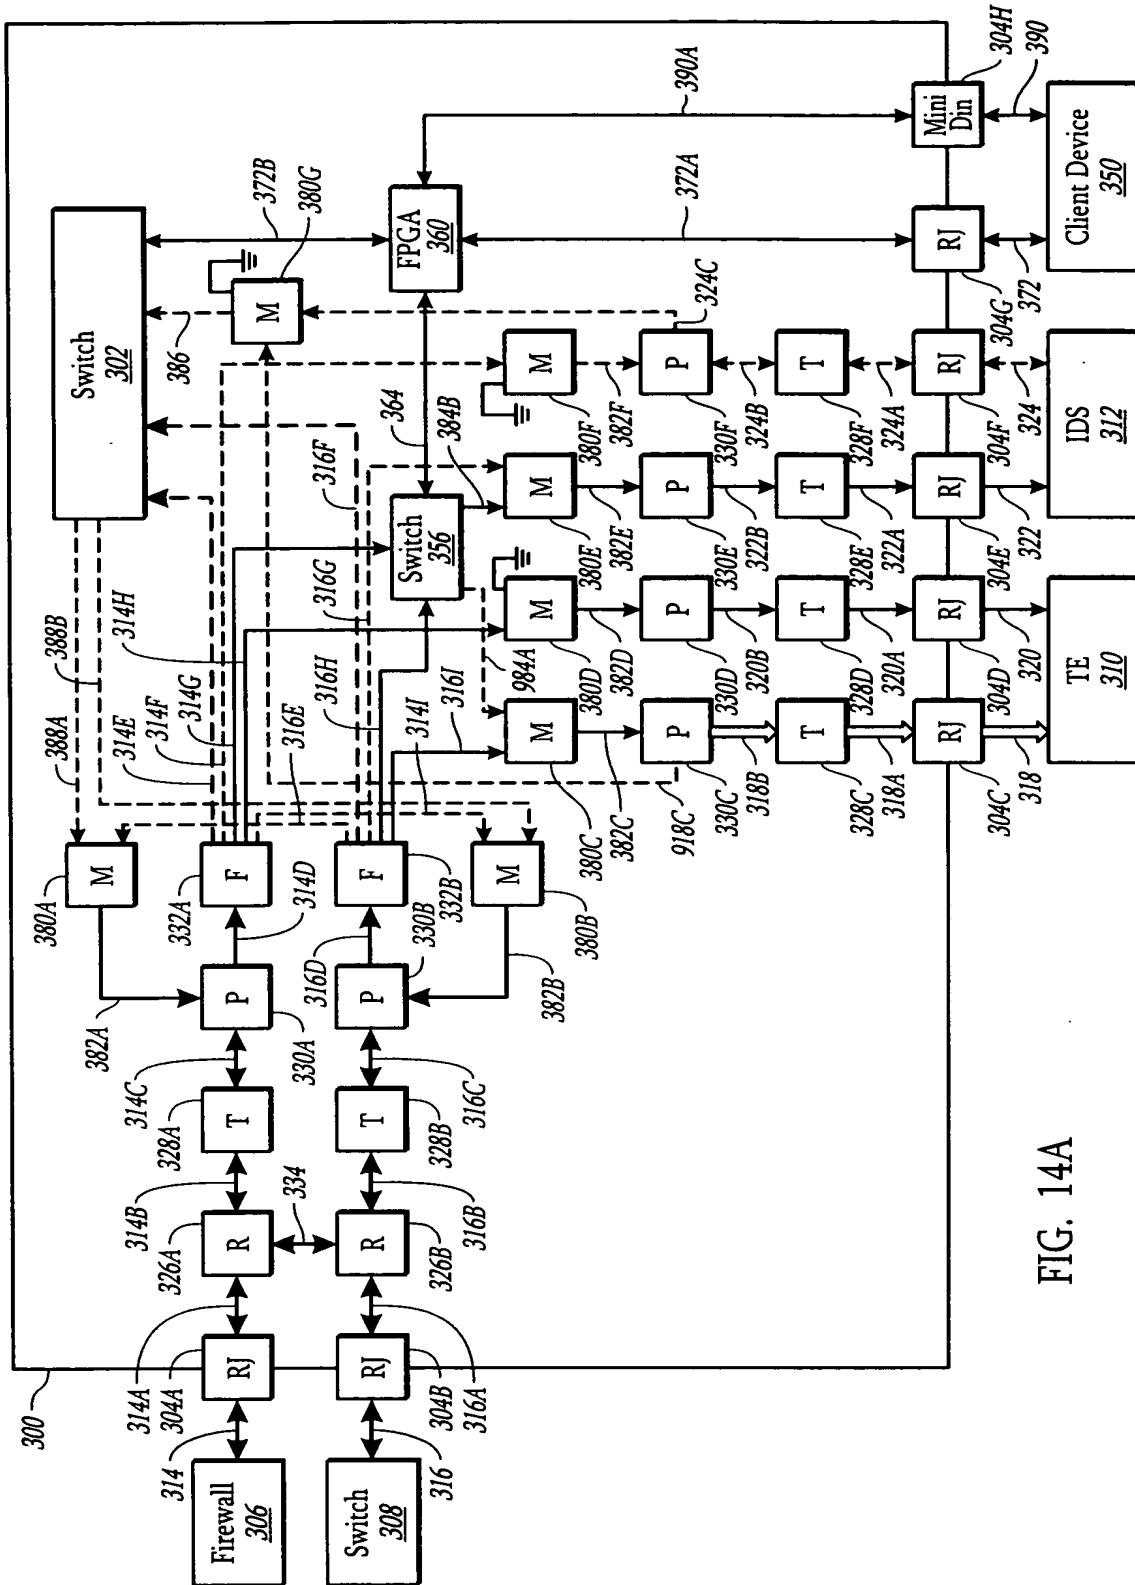 300
314A
304A
314
Firewall
306
RJ
314B
326A
R
314C
328A
T
382A
330A
P
314D
332A
F
380A
M
388A
388B
314E
314F
314G
314H
316E
Switch
302
386
372B
380G
M
316F
316G
316H
314I
316I
334
Switch
308
316
RJ
304B
316A
R
326B
316B
T
328B
316C
P
330B
316D
F
332B
M
380B
382B
FPGA
360
364
384B
Switch
356
984A
918C
324C
390A
372A
M
380C
382C
P
330C
318B
T
328C
318A
RJ
304C
318
M
380D
382D
P
330D
320B
T
328D
320A
RJ
304D
320
TE
310
M
380E
382E
P
330E
322B
T
328E
322A
RJ
304E
322
M
380F
382F
P
330F
324B
T
328F
324A
RJ
304F
324
IDS
312
RJ
304G
372
Mini
Din
304H
390
Client Device
350
FIG. 14A